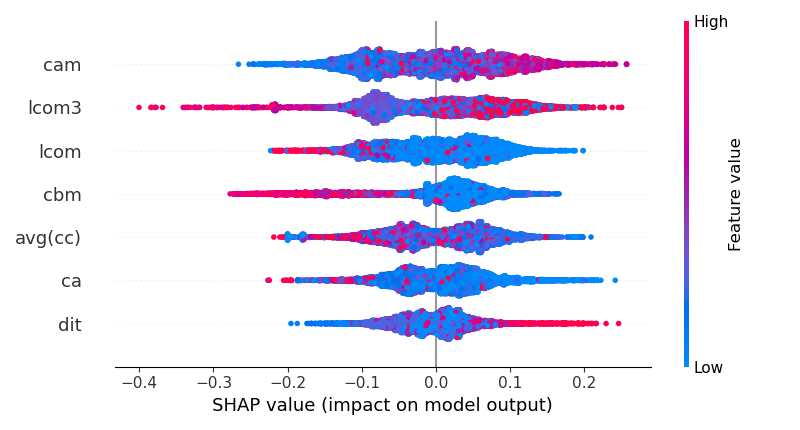 High
cam
lcom3
lcom
cbm
avg(cc)
ca
dit
Feature value
Low
−0.4 −0.3 −0.2 −0.1 0.0 0.1 0.2
SHAP value (impact on model output)